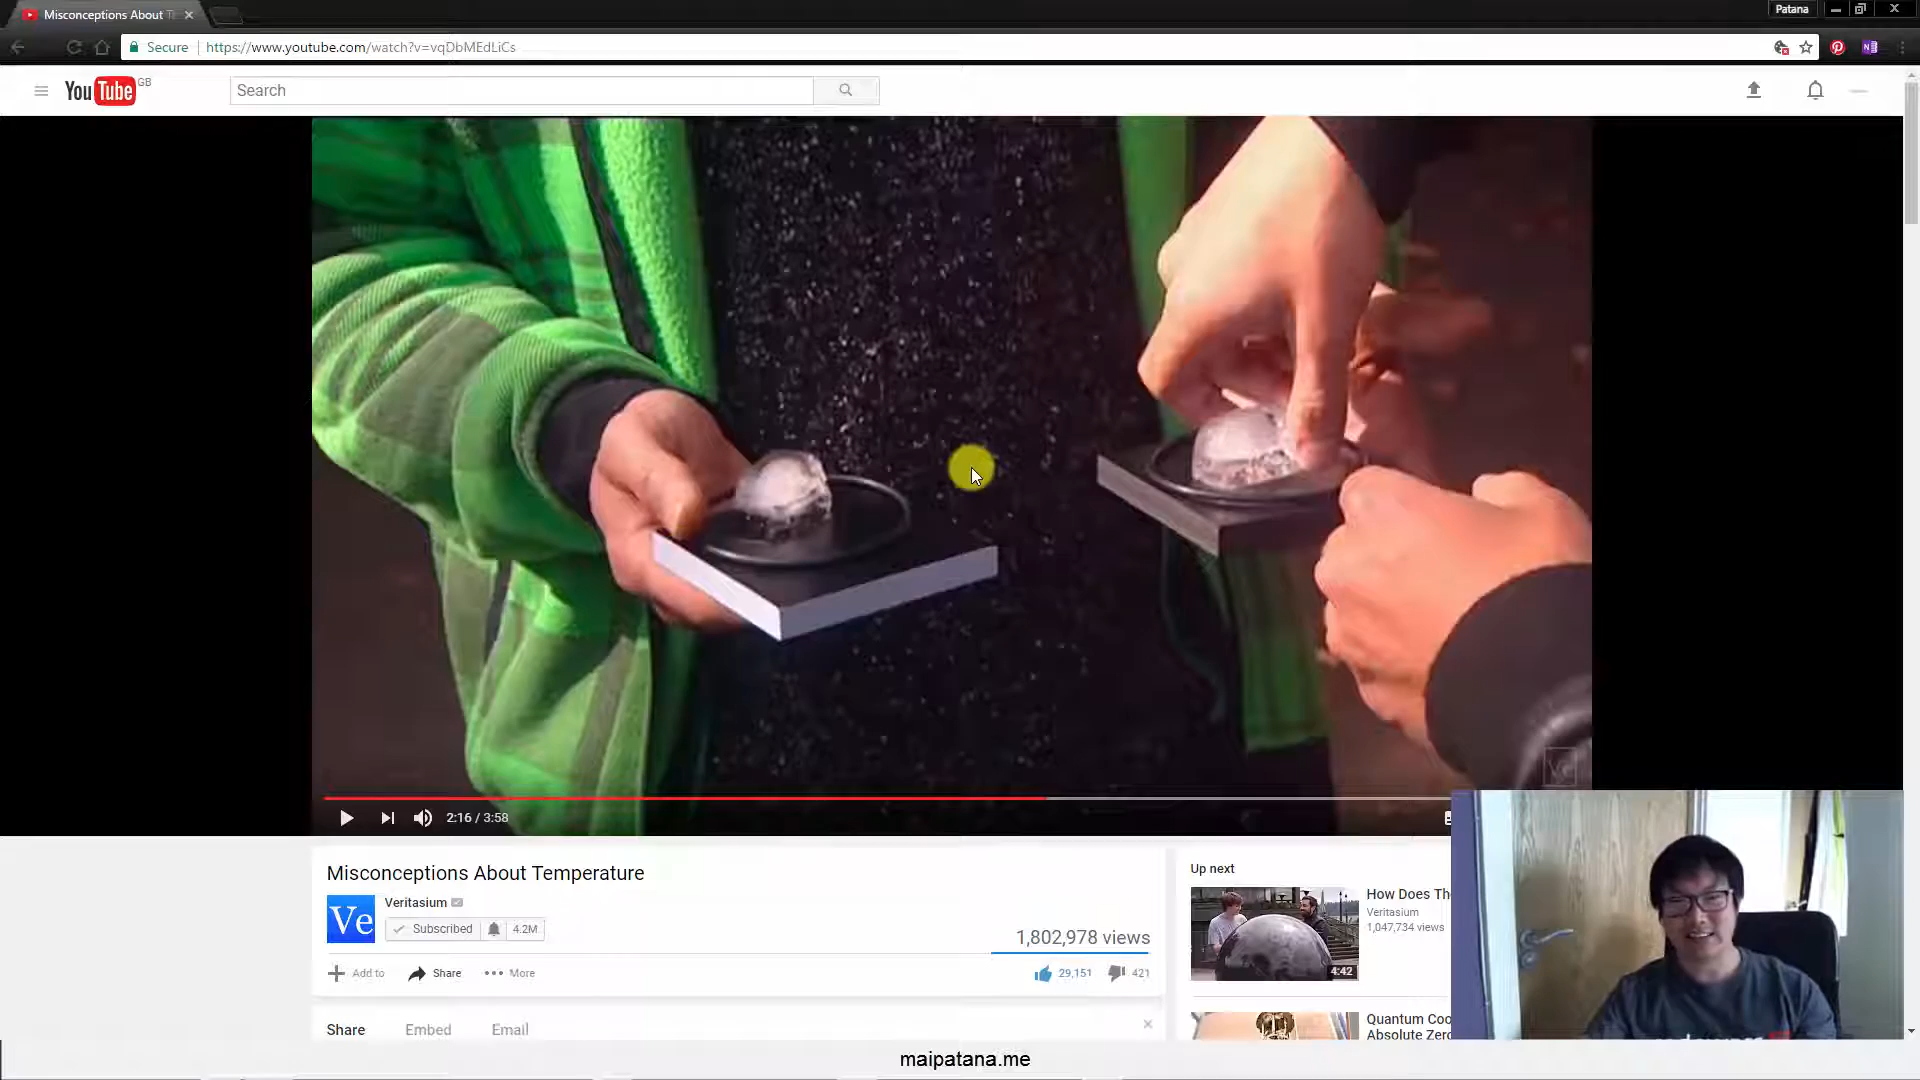 Misconceptions About T
Patana
Secure
https://www.youtube.com/watch?v=vqDbMEdLiCs
YouTube GB
Search
2:16 / 3:58
Misconceptions About Temperature
Ve
Veritasium
Subscribed
4.2M
1,802,978 views
Add to
Share
More
29,151
421
Share
Embed
Email
Up next
How Does Th
Veritasium
1,047,734 views
4:42
Quantum Coo
Absolute Zero
maipatana.me